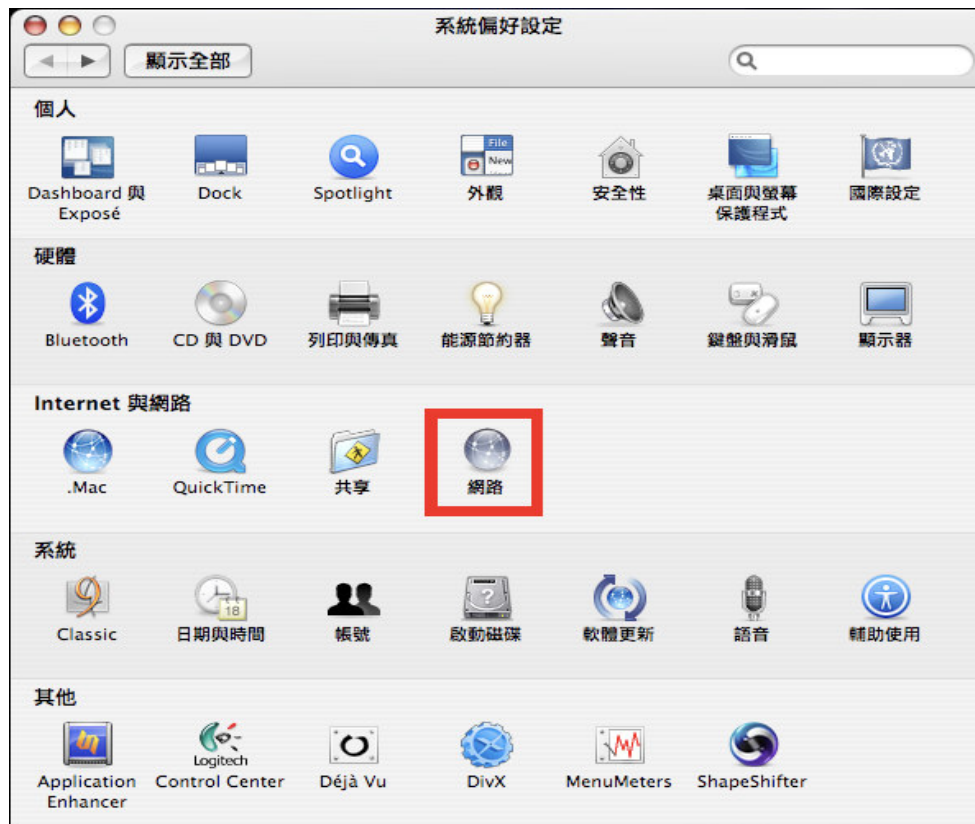 系統偏好設定
顯示全部
個人
Dashboard 與
Exposé
Dock
Spotlight
File
New
外觀
安全性
桌面與螢幕
保護程式
國際設定
硬體
Bluetooth
CD 與 DVD
列印與傳真
能源節約器
聲音
鍵盤與滑鼠
顯示器
Internet 與網路
.Mac
QuickTime
共享
網路
系統
Classic
18
日期與時間
帳號
?
啟動磁碟
軟體更新
語音
輔助使用
其他
Application
Enhancer
Logitech
Control Center
Déjà Vu
DivX
MenuMeters
ShapeShifter